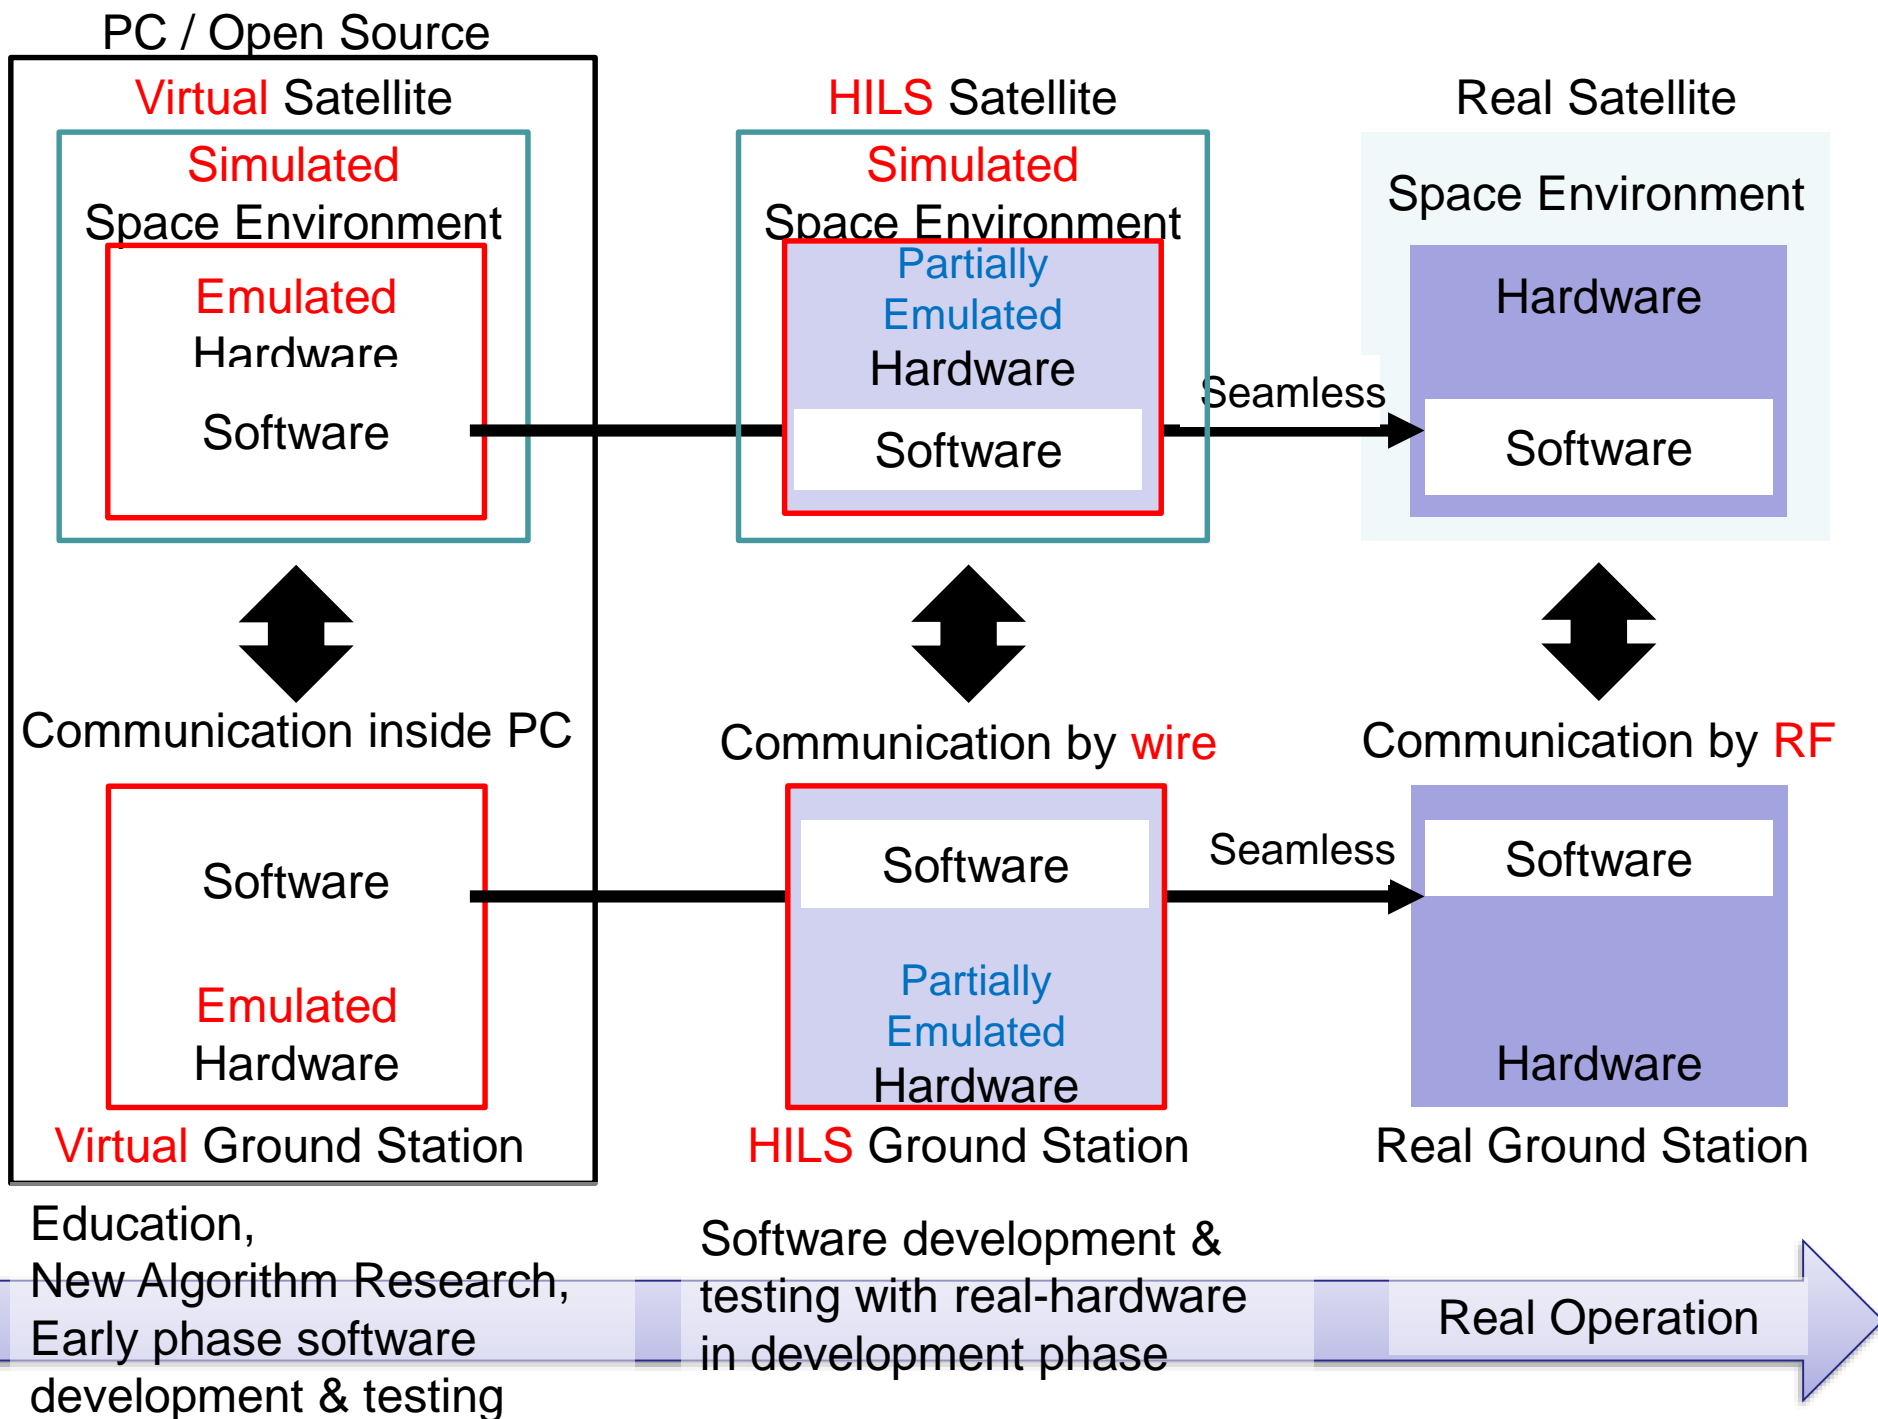 PC / Open Source
Virtual Satellite
Simulated
Space Environment
Emulated
Hardware
Software
Communication inside PC
Software
Emulated
Hardware
Virtual Ground Station
Education,
New Algorithm Research,
Early phase software
development & testing
HILS Satellite
Simulated
Space Environment
Partially
Emulated
Hardware
Software
Communication by wire
Software
Partially
Emulated
Hardware
HILS Ground Station
Software development &
testing with real-hardware
in development phase
Seamless
Seamless
Real Satellite
Space Environment
Hardware
Software
Communication by RF
Software
Hardware
Real Ground Station
Real Operation